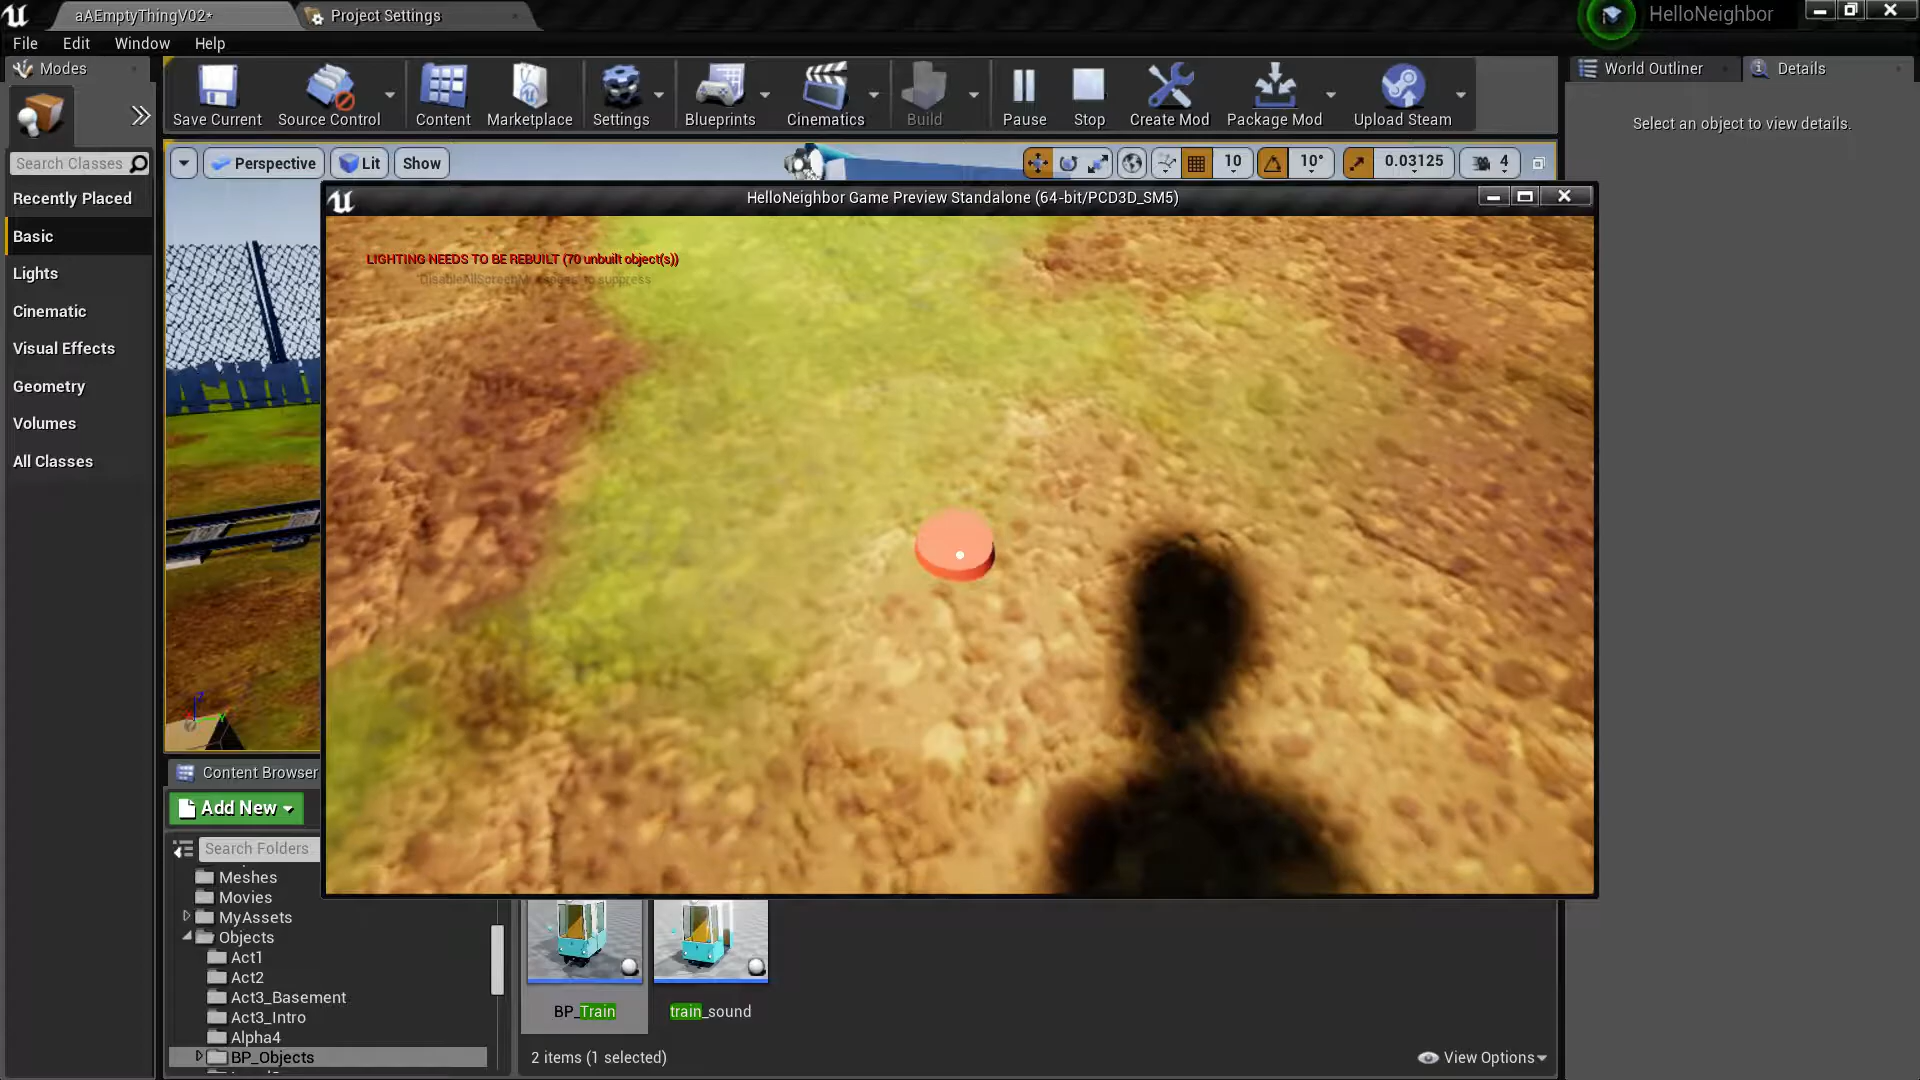 aAEmptyThingV02*
Project Settings
HelloNeighbor
File Edit Window Help
Modes
World Outliner
Details
Save Current
Source Control
Content
Marketplace
Settings
Blueprints
Cinematics
Build
Pause
Stop
Create Mod
Package Mod
Upload Steam
Select an object to view details.
Search Classes
Perspective
Lit
Show
10
10°
0.03125
4
Recently Placed
Basic
Lights
Cinematic
Visual Effects
Geometry
Volumes
All Classes
HelloNeighbor Game Preview Standalone (64-bit/PCD3D_SM5)
LIGHTING NEEDS TO BE REBUILT (70 unbuilt object(s))
to suppress
Content Browser
Add New
Search Folders
Meshes
Movies
MyAssets
Objects
Act1
Act2
Act3_Basement
Act3_Intro
Alpha4
BP_Objects
BP_Train
train_sound
2 items (1 selected)
View Options